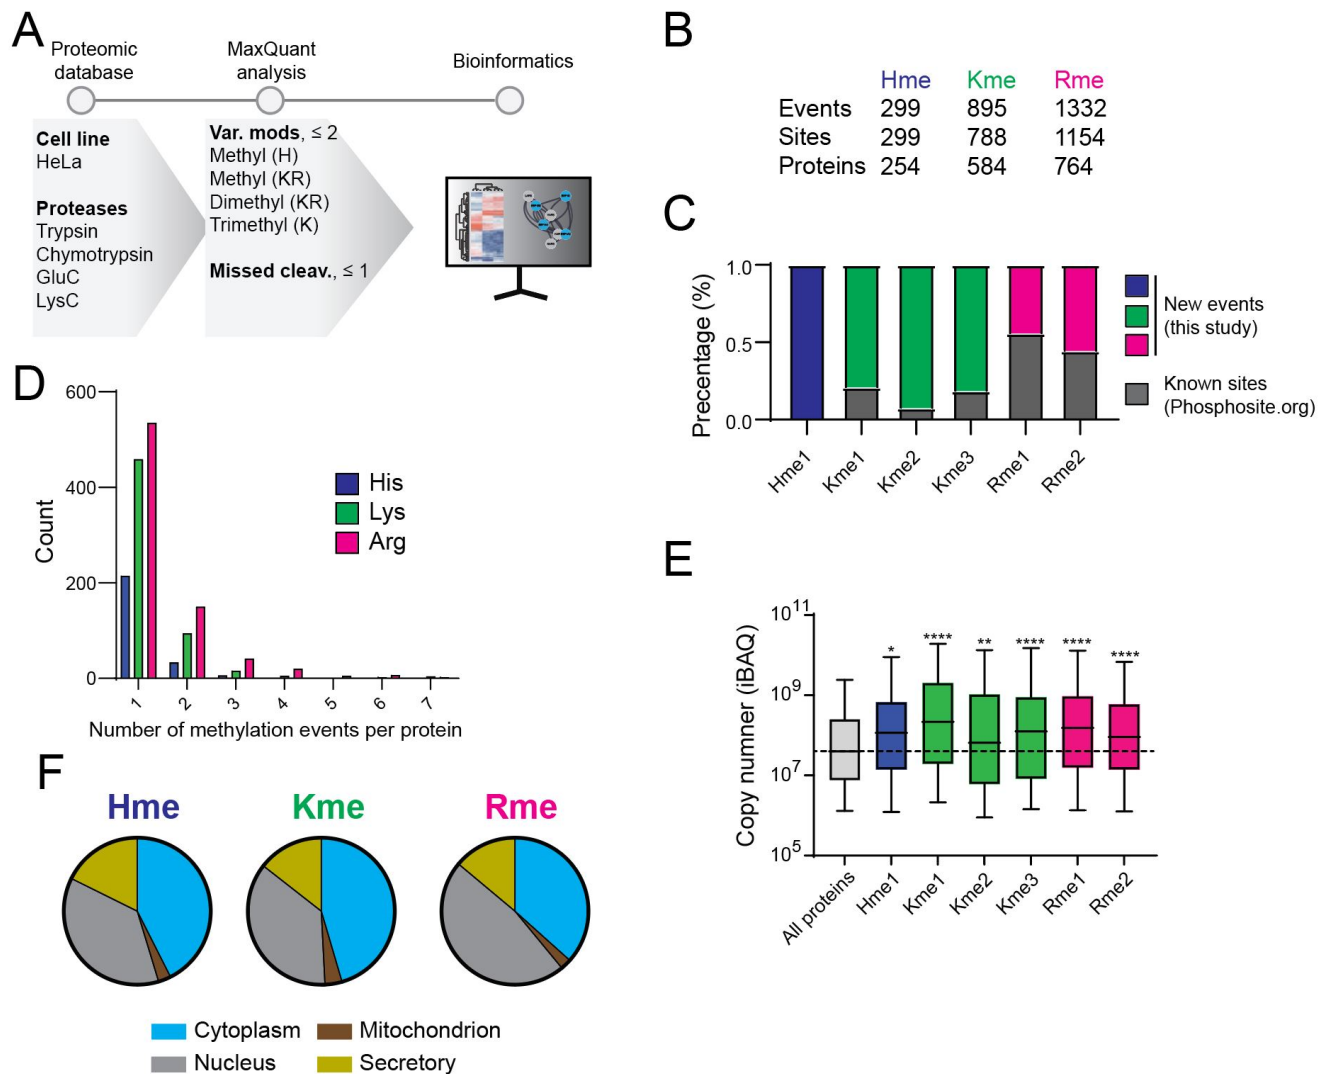 A
Proteomic
database
MaxQuant
analysis
Bioinformatics
Cell line
HeLa
Proteases
Trypsin
Chymotrypsin
GluC
LysC
Var. mods, ≤ 2
Methyl (H)
Methyl (KR)
Dimethyl (KR)
Trimethyl (K)
Missed cleav., ≤ 1
B
Hme Kme Rme
Events 299 895 1332
Sites 299 788 1154
Proteins 254 584 764
C
Precentage (%)
1.0
0.5
0.0
Hme1 Kme1 Kme2 Kme3 Rme1 Rme2
New events
(this study)
Known sites
(Phosphosite.org)
D
Count
600
400
200
0
1 2 3 4 5 6 7
Number of methylation events per protein
His
Lys
Arg
E
Copy numner (iBAQ)
10^11
10^9
10^7
10^5
* **** ** **** **** ****
All proteins Hme1 Kme1 Kme2 Kme3 Rme1 Rme2
F
Hme Kme Rme
Cytoplasm Mitochondrion
Nucleus Secretory